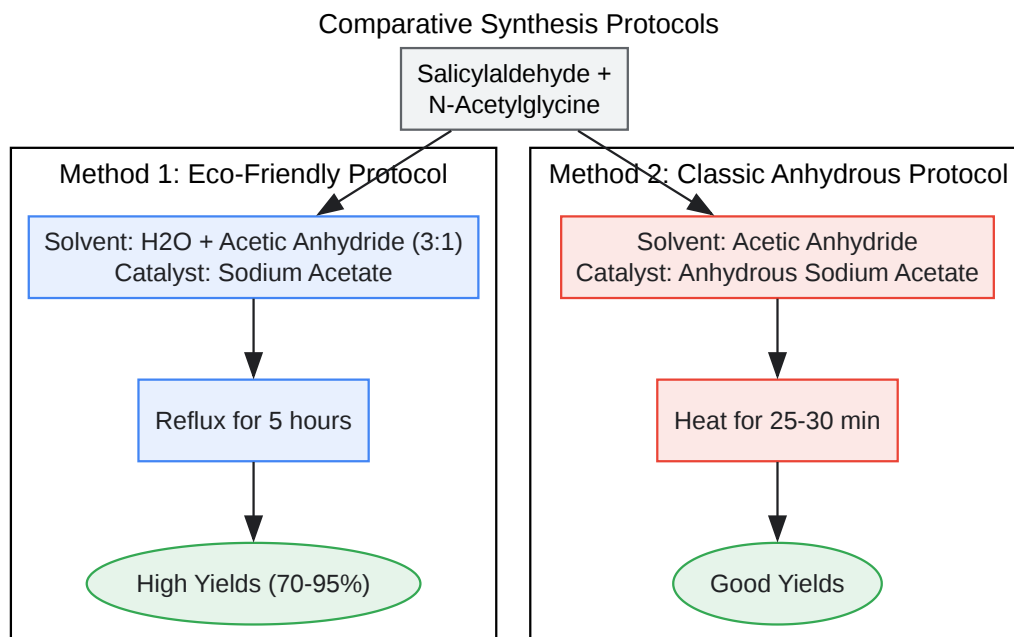 Comparative Synthesis Protocols
Salicylaldehyde +
N-Acetylglycine
Method 1: Eco-Friendly Protocol
Solvent: H2O + Acetic Anhydride (3:1)
Catalyst: Sodium Acetate
Reflux for 5 hours
High Yields (70-95%)
Method 2: Classic Anhydrous Protocol
Solvent: Acetic Anhydride
Catalyst: Anhydrous Sodium Acetate
Heat for 25-30 min
Good Yields